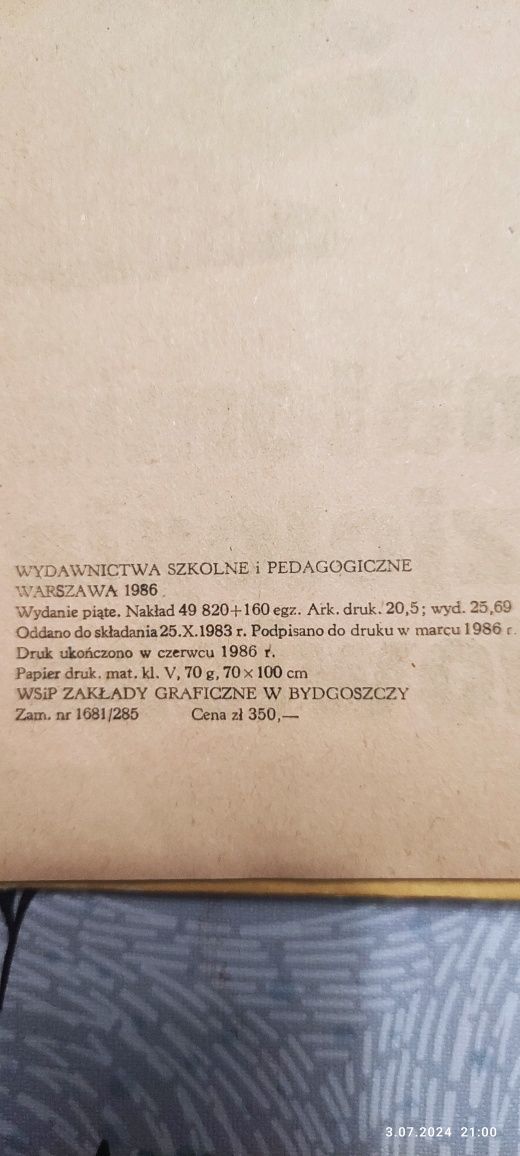 WYDAWNICTWA SZKOLNE i PEDAGOGICZNE
WARSZAWA 1986
Wydanie piąte. Nakład 49 820+160 egz. Ark. druk. 20,5; wyd. 25,69
Oddano do składania 25.X.1983 r. Podpisano do druku w marcu 1986 r.
Druk ukończono w czerwcu 1986 r.
Papier druk. mat. kl. V, 70 g, 70 × 100 cm
WSiP ZAKŁADY GRAFICZNE W BYDGOSZCZY
Zam. nr 1681/285 Cena zł 350,—
3.07.2024 21:00